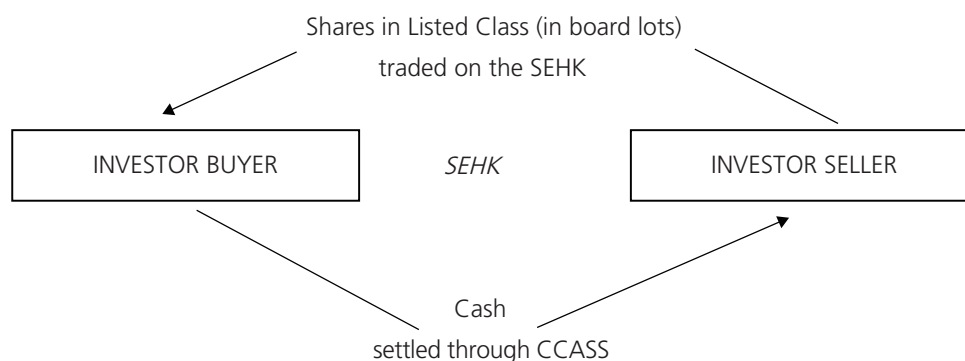 Shares in Listed Class (in board lots)
traded on the SEHK
INVESTOR BUYER
SEHK
INVESTOR SELLER
Cash
settled through CCASS